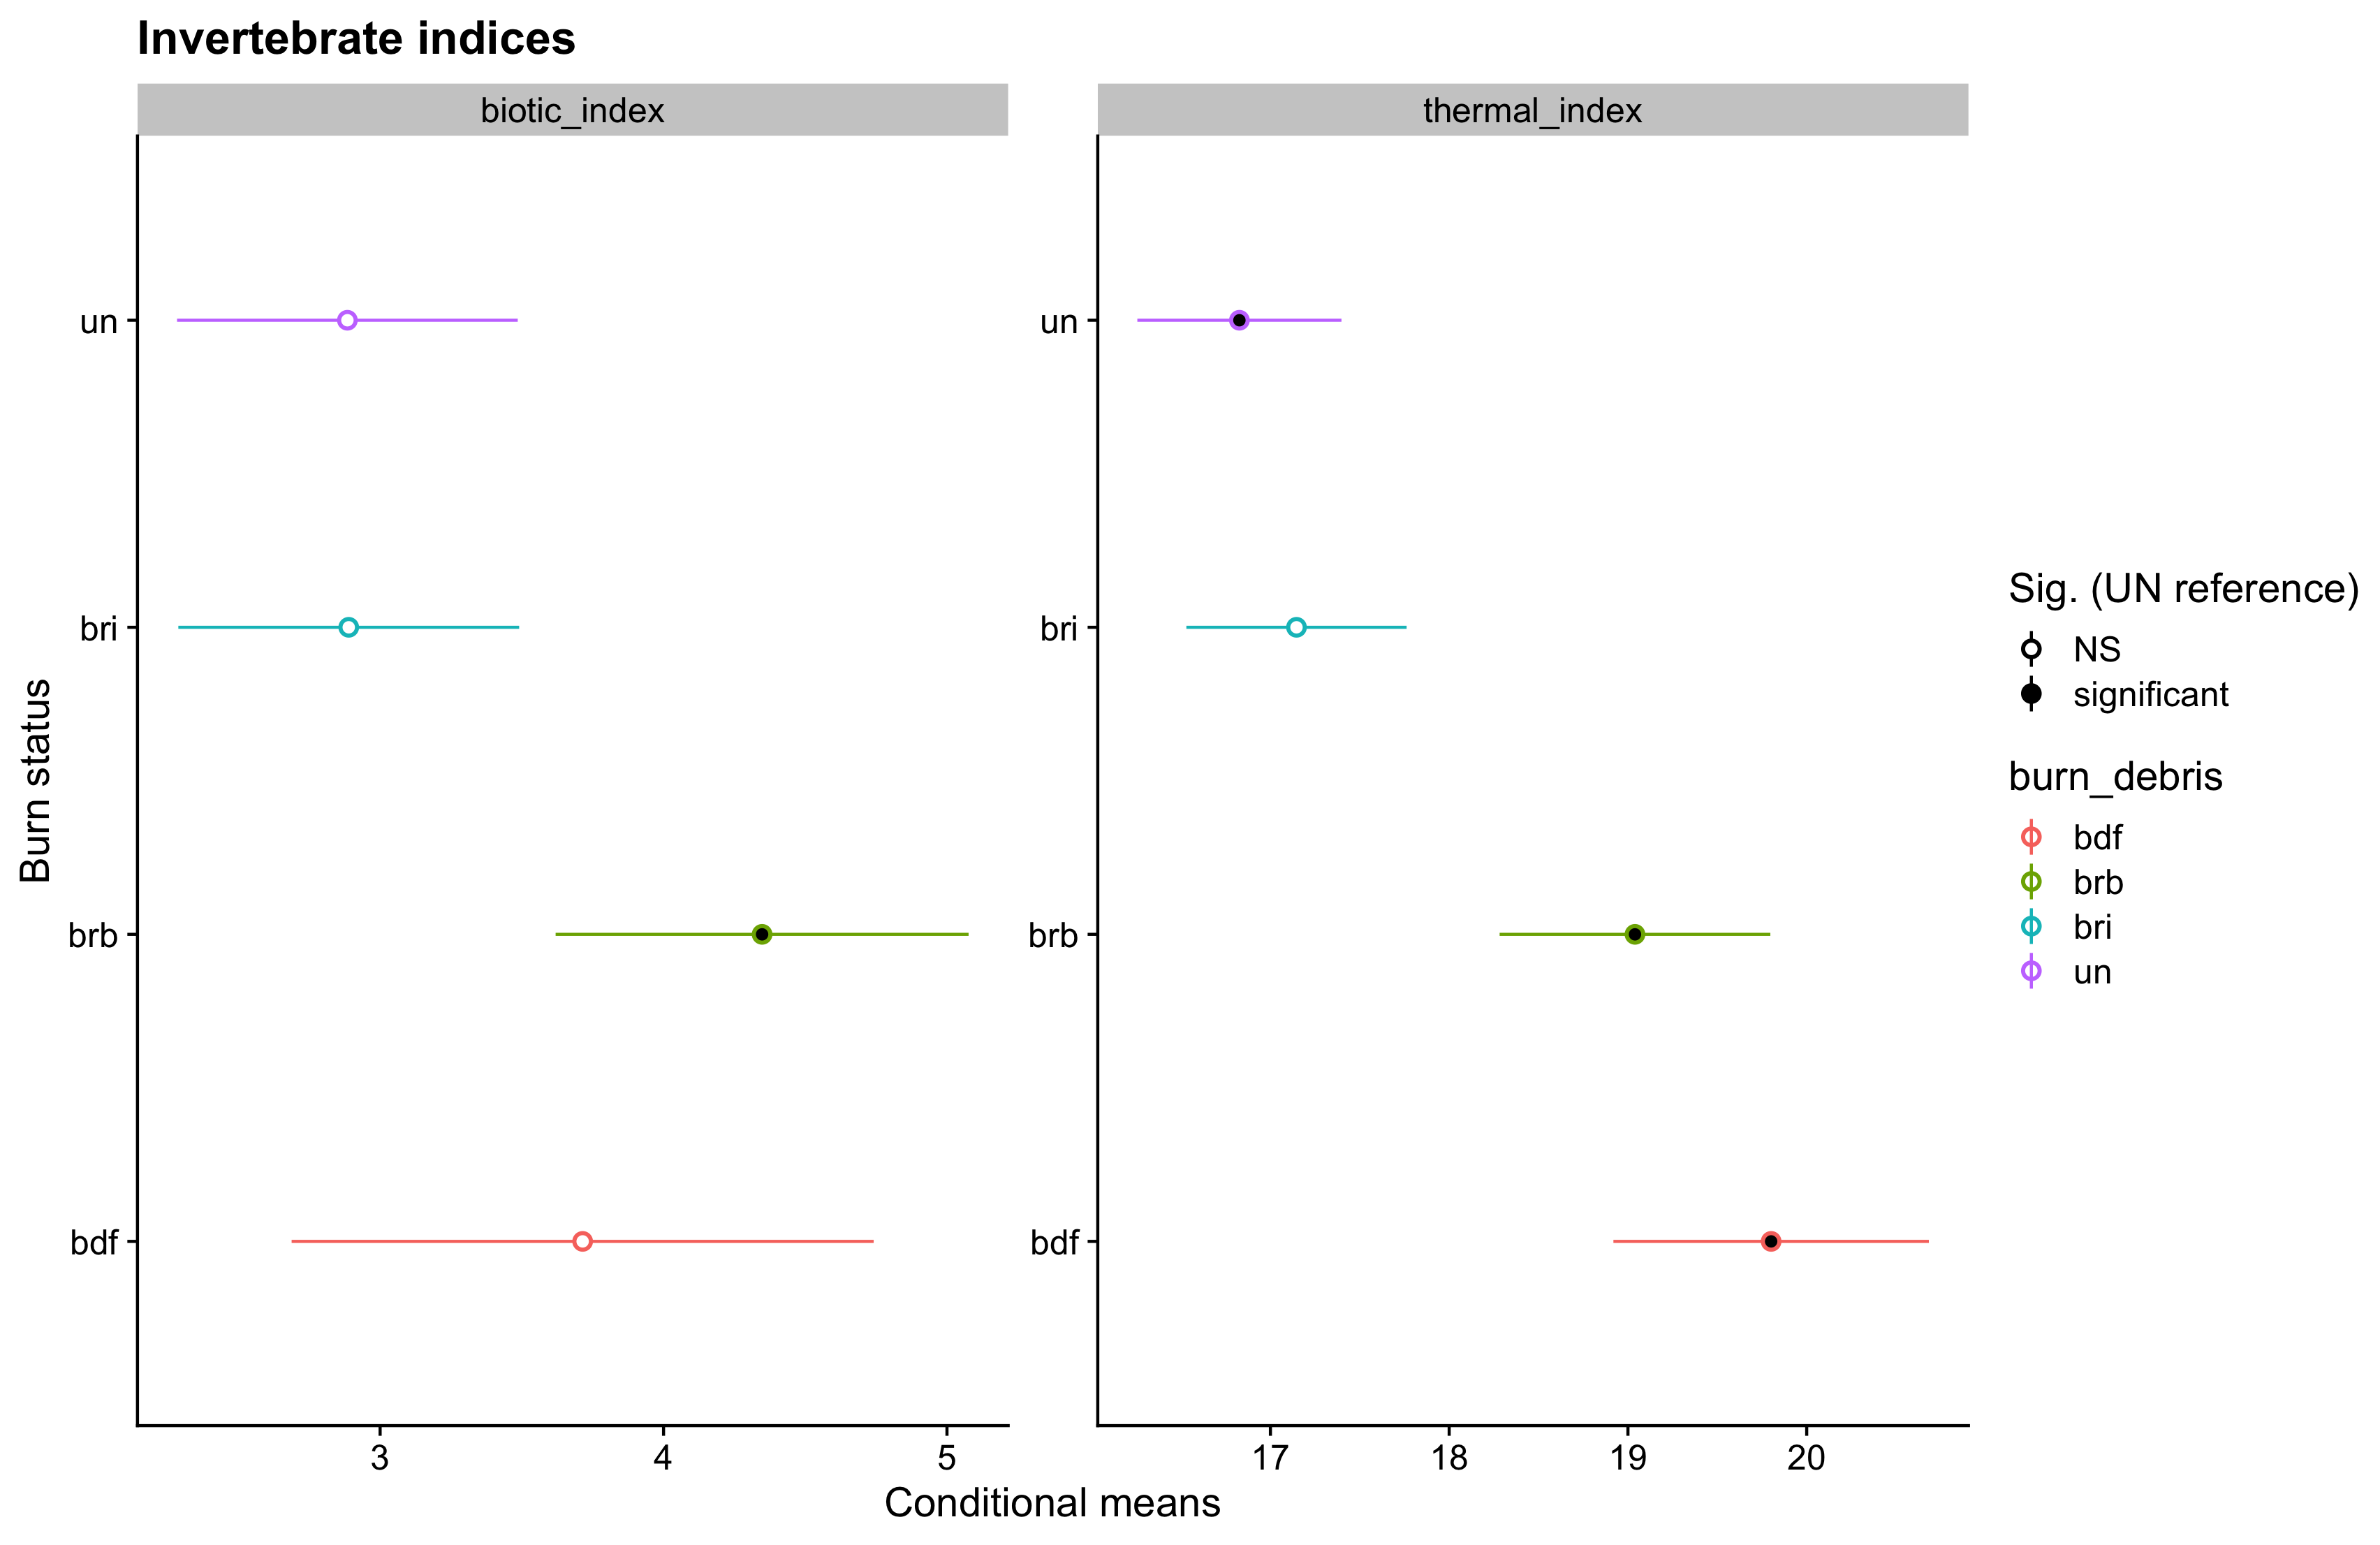 Invertebrate indices
biotic_index
thermal_index
Burn status
un
bri
brb
bdf
un
bri
brb
bdf
3 4 5
17 18 19 20
Conditional means
Sig. (UN reference)
NS
significant
burn_debris
bdf
brb
bri
un